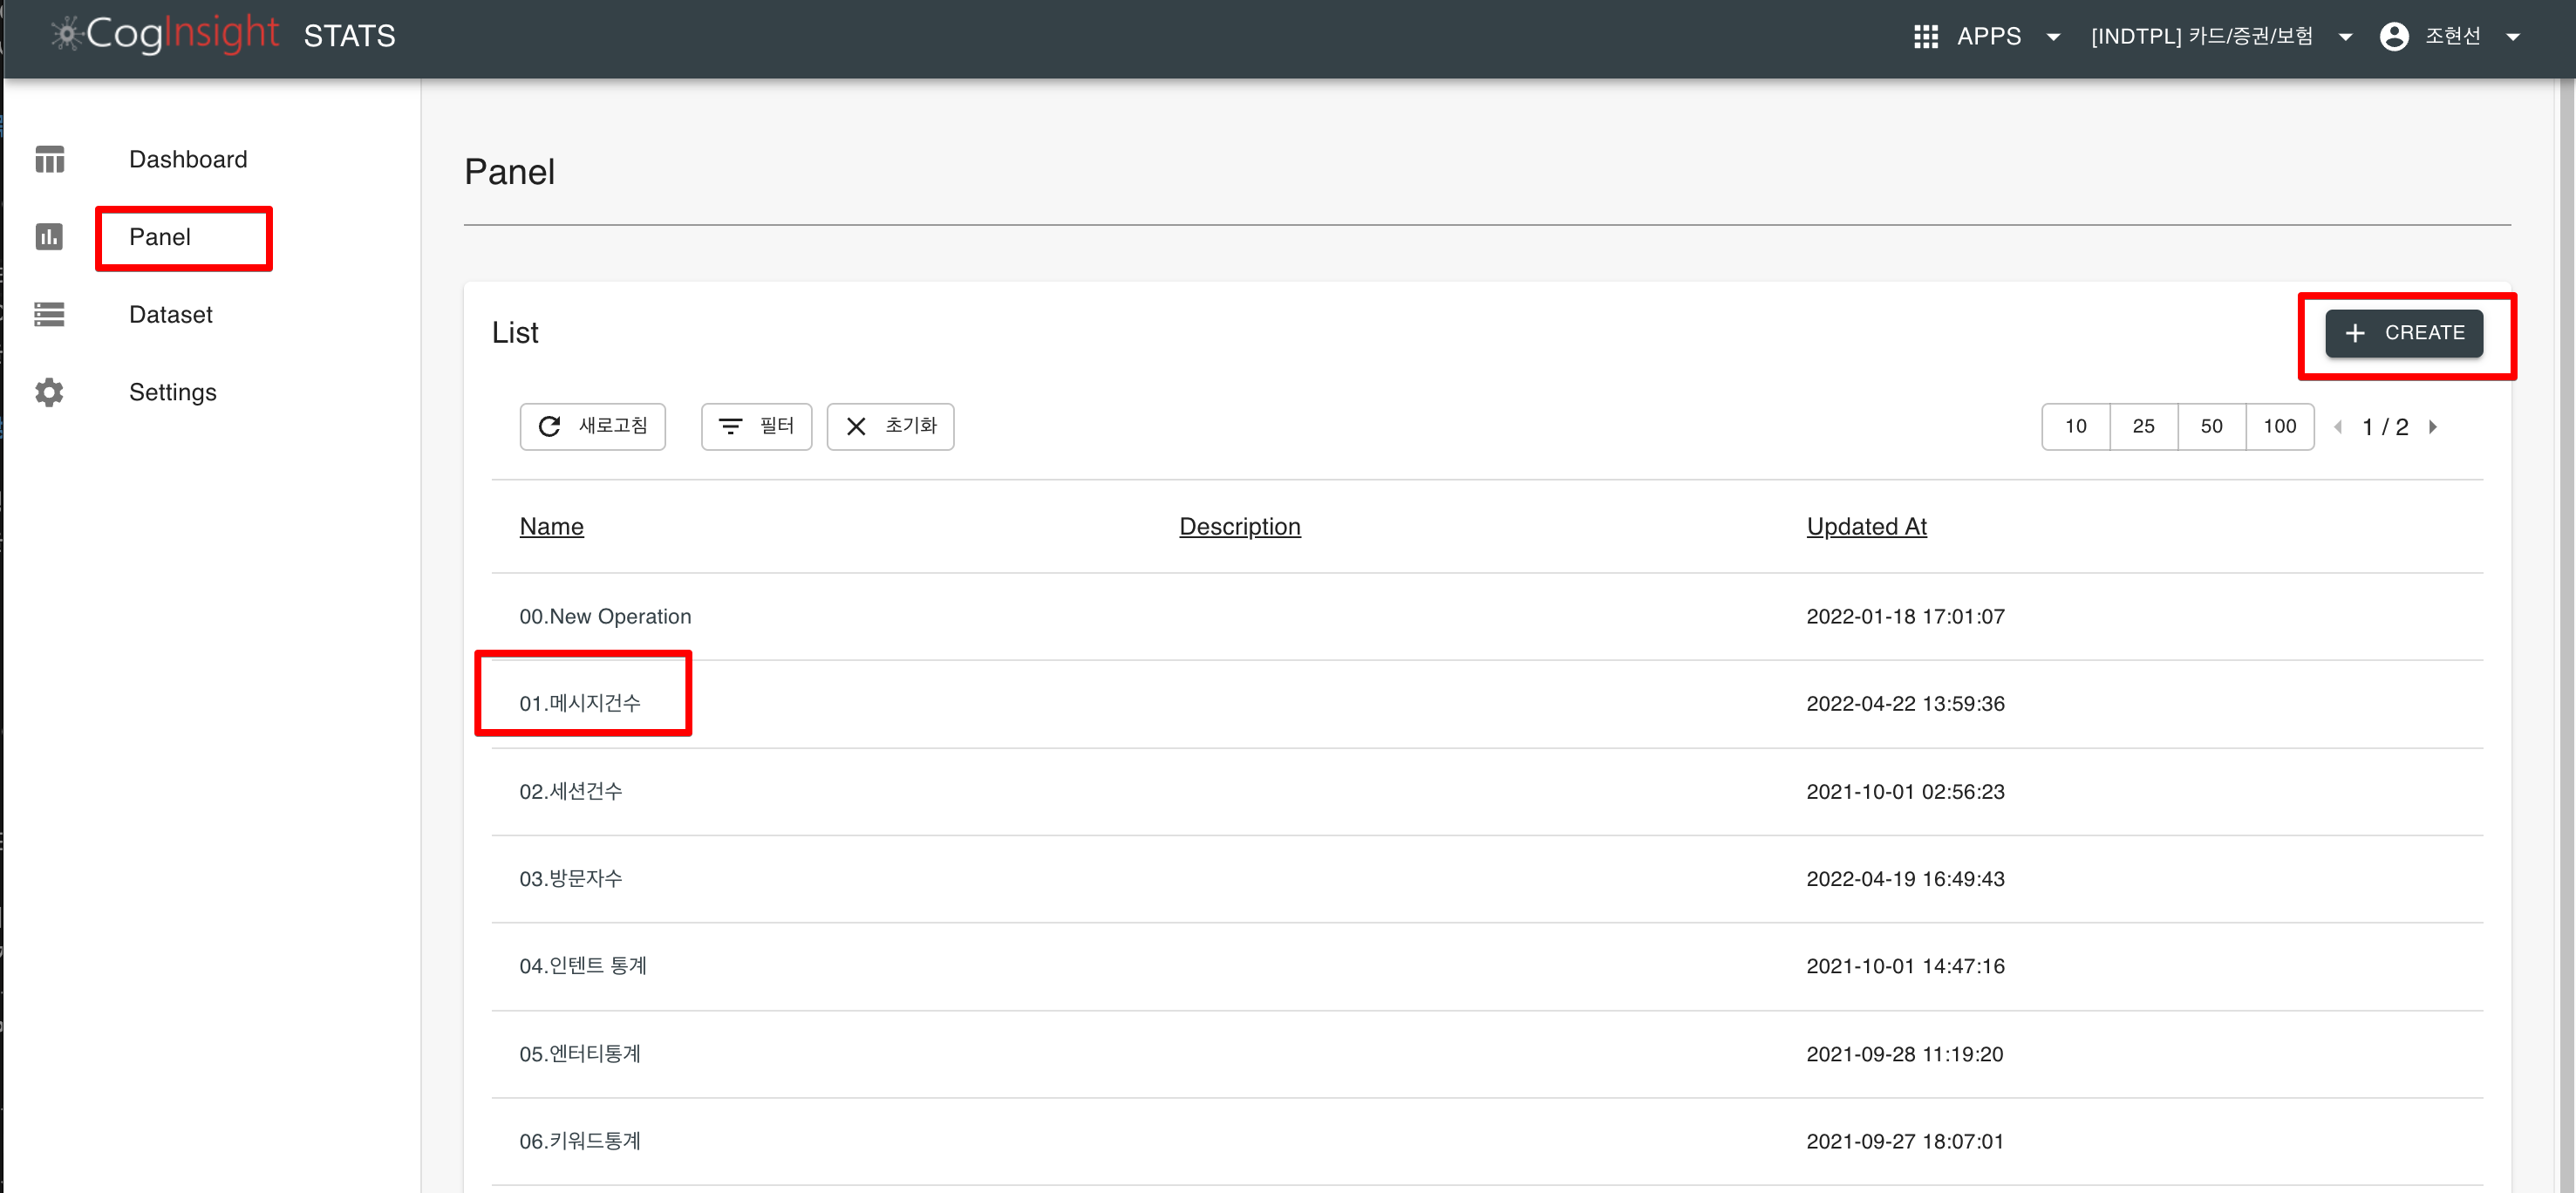 CogInsight STATS
APPS
[INDTPL] 카드/증권/보험
조현선
Dashboard
Panel
Dataset
Settings
Panel
List
CREATE
새로고침
필터
초기화
10 25 50 100 1 / 2
Name Description Updated At
00.New Operation 2022-01-18 17:01:07
01.메시지건수 2022-04-22 13:59:36
02.세션건수 2021-10-01 02:56:23
03.방문자수 2022-04-19 16:49:43
04.인텐트 통계 2021-10-01 14:47:16
05.엔터티통계 2021-09-28 11:19:20
06.키워드통계 2021-09-27 18:07:01